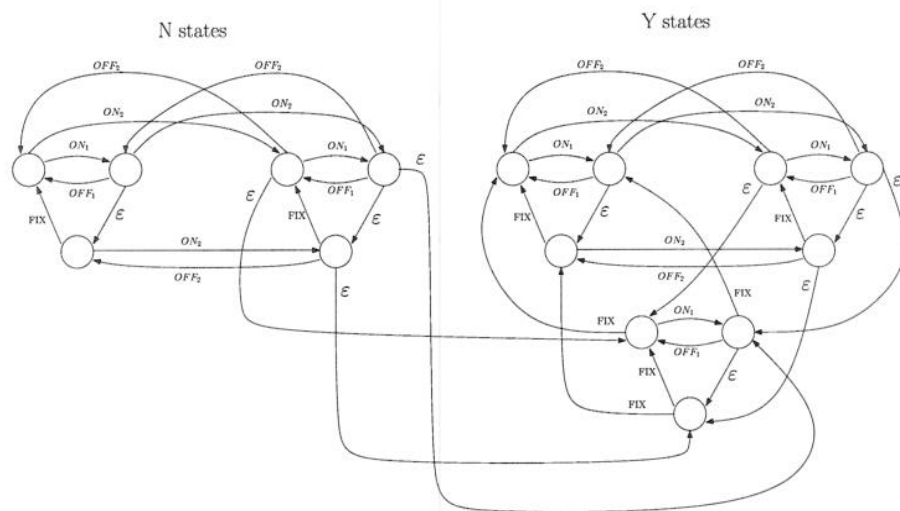 N states
Y states
OFF₂
OFF₂
OFF₂
OFF₂
ON₂
ON₂
ON₂
ON₂
ON₁
ON₁
ε
ON₁
ON₁
ε
OFF₁
ε
OFF₁
OFF₁
OFF₁
FIX
ε
FIX
ε
FIX
ε
FIX
ε
ON₂
ON₂
OFF₂
OFF₂
ε
ε
FIX
FIX
ON₁
OFF₁
FIX
ε
FIX